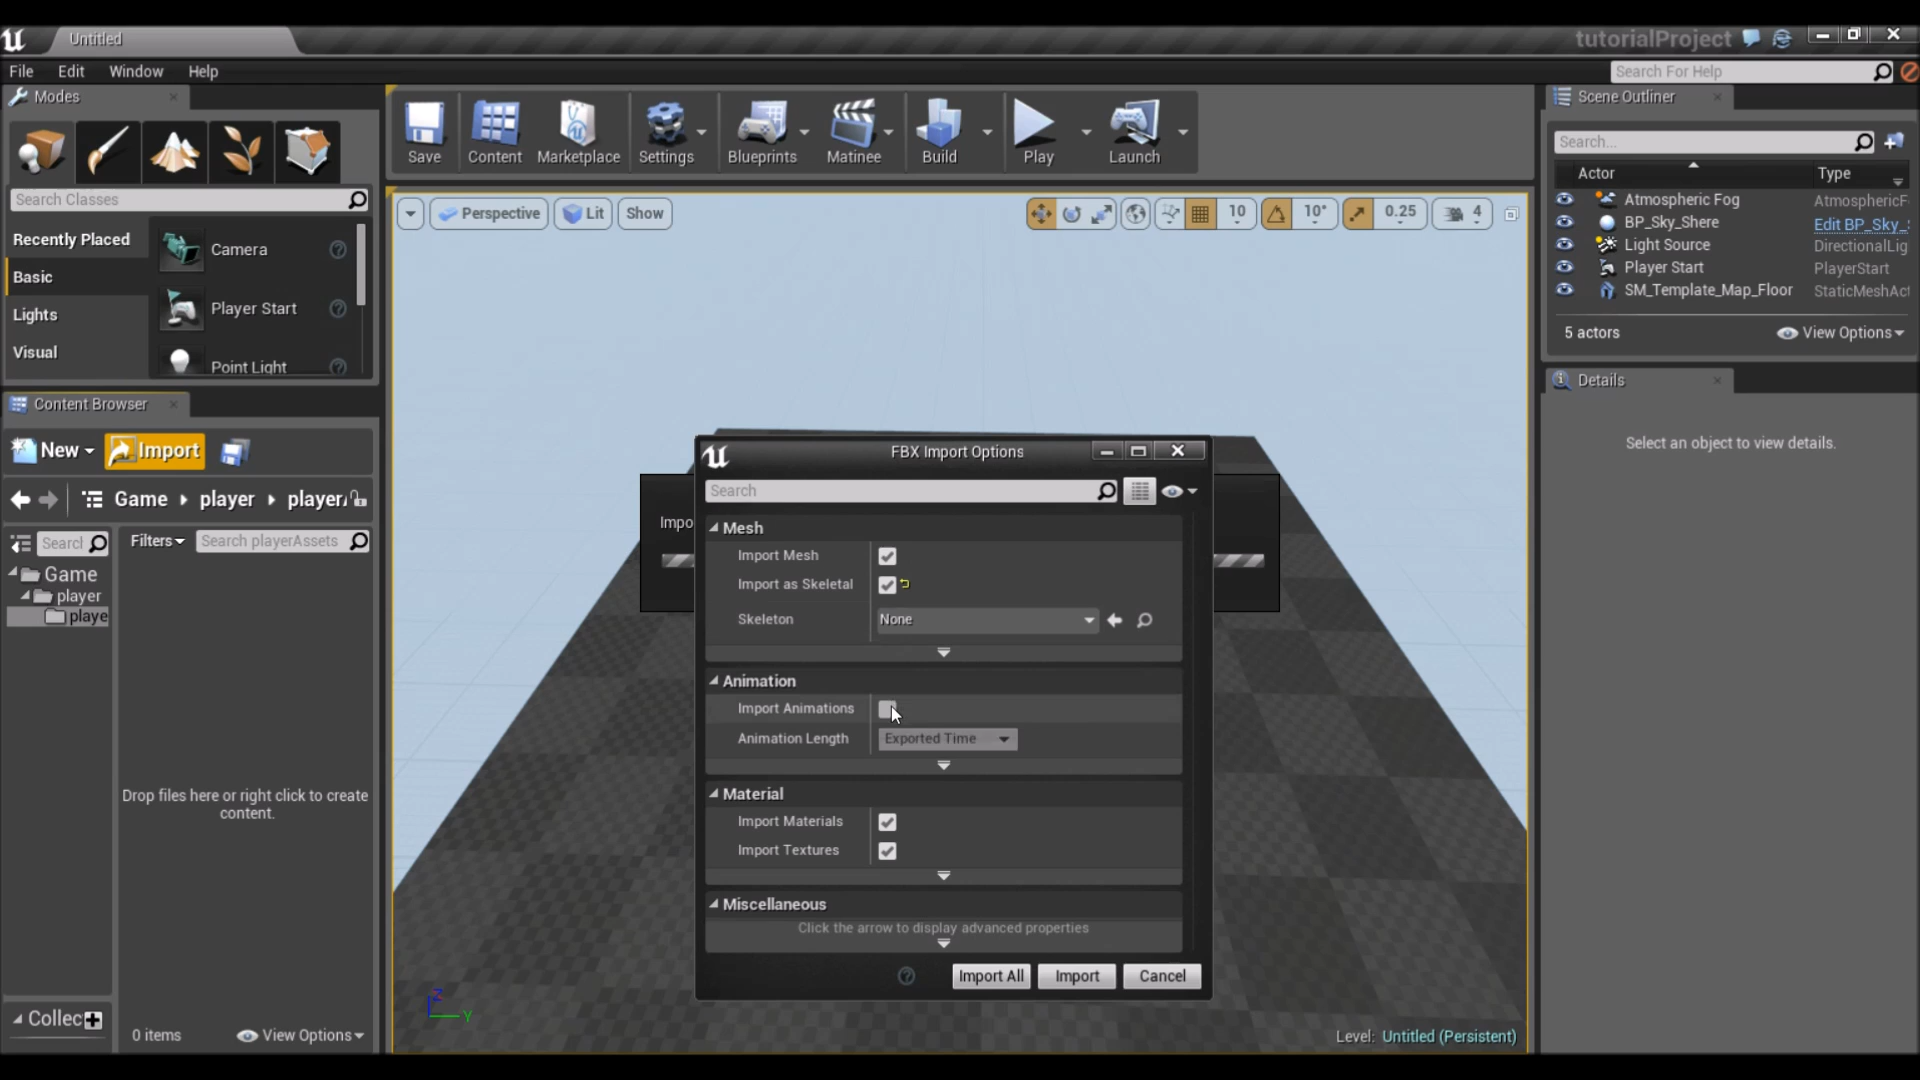 Untitled
tutorialProject
File Edit Window Help
Search For Help
Modes
Search Classes
Recently Placed
Basic
Lights
Visual
Camera
Player Start
Point Light
Save
Content
Marketplace
Settings
Blueprints
Matinee
Build
Play
Launch
Perspective
Lit
Show
10
10°
0.25
4
Scene Outliner
Search...
Actor Type
Atmospheric Fog AtmosphericF
BP_Sky_Shere Edit BP_Sky_
Light Source DirectionalLig
Player Start PlayerStart
SM_Template_Map_Floor StaticMeshAct
5 actors
View Options
Details
Select an object to view details.
Content Browser
New
Import
Game player player
Searcl
Filters
Search playerAssets
Game
player
playe
Drop files here or right click to create
content.
Collec
0 items
View Options
Impo
FBX Import Options
Search
Mesh
Import Mesh
Import as Skeletal
Skeleton None
Animation
Import Animations
Animation Length Exported Time
Material
Import Materials
Import Textures
Miscellaneous
Click the arrow to display advanced properties
Import All
Import
Cancel
Z
Y
Level: Untitled (Persistent)